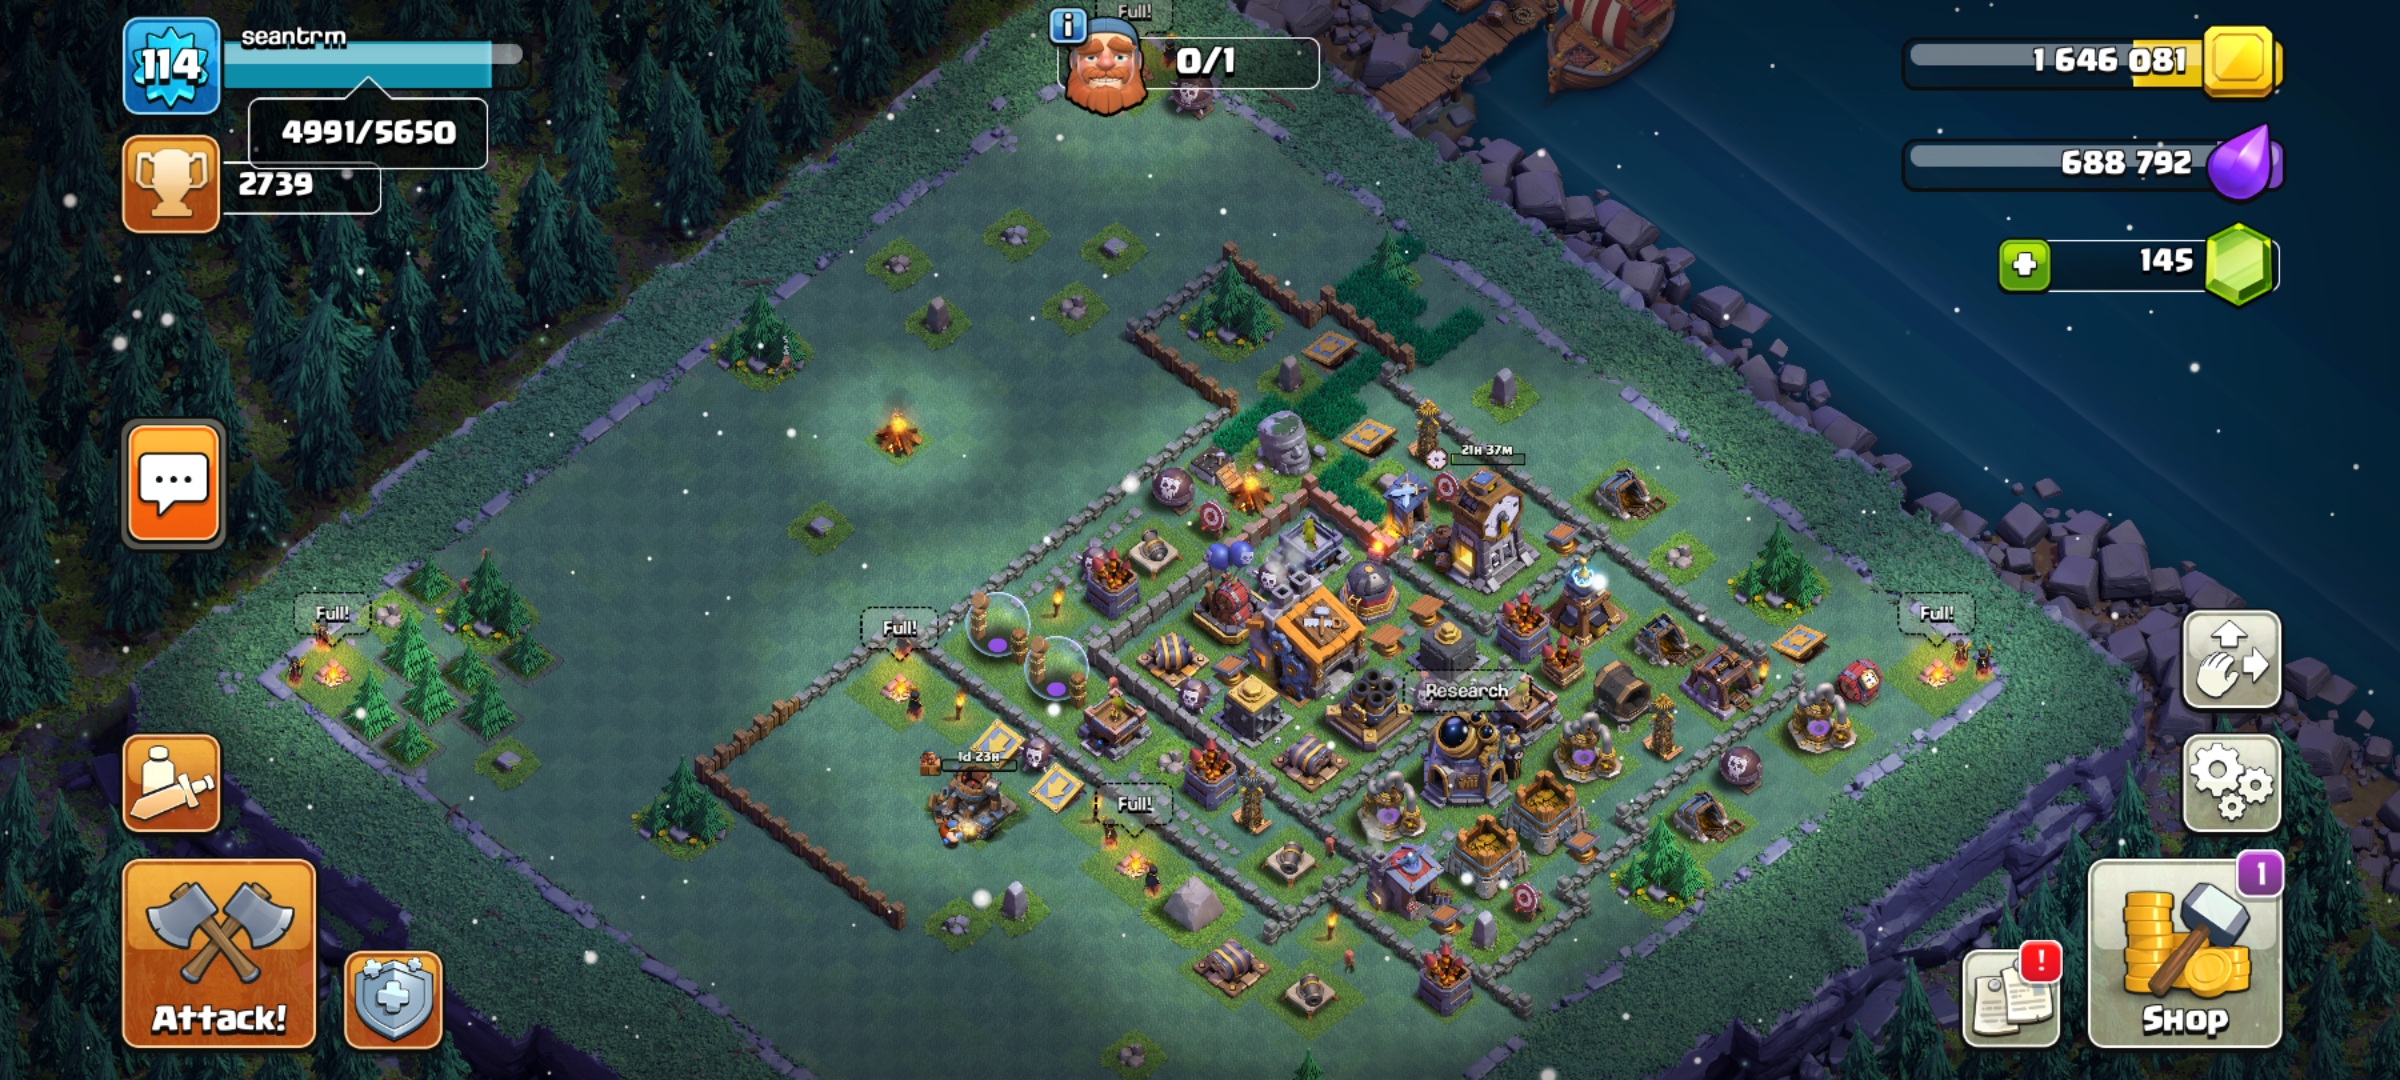 Full!
114
seantrm
0/1
1 646 081
4991/5650
688 792
2739
145
21H 37M
Full!
Full!
Full!
Research
1d 23H
Full!
1
!
Attack!
Shop